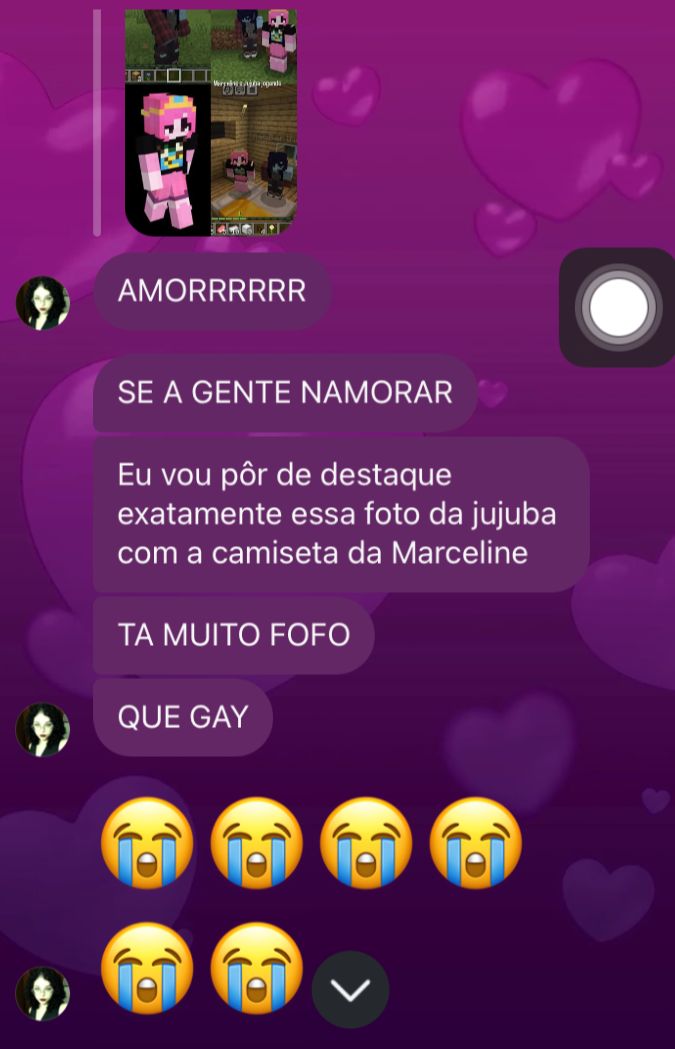 Marceline e Jujuba jogando
AMORRRRRR
SE A GENTE NAMORAR
Eu vou pôr de destaque
exatamente essa foto da jujuba
com a camiseta da Marceline
TA MUITO FOFO
QUE GAY
😭😭😭😭
😭😭